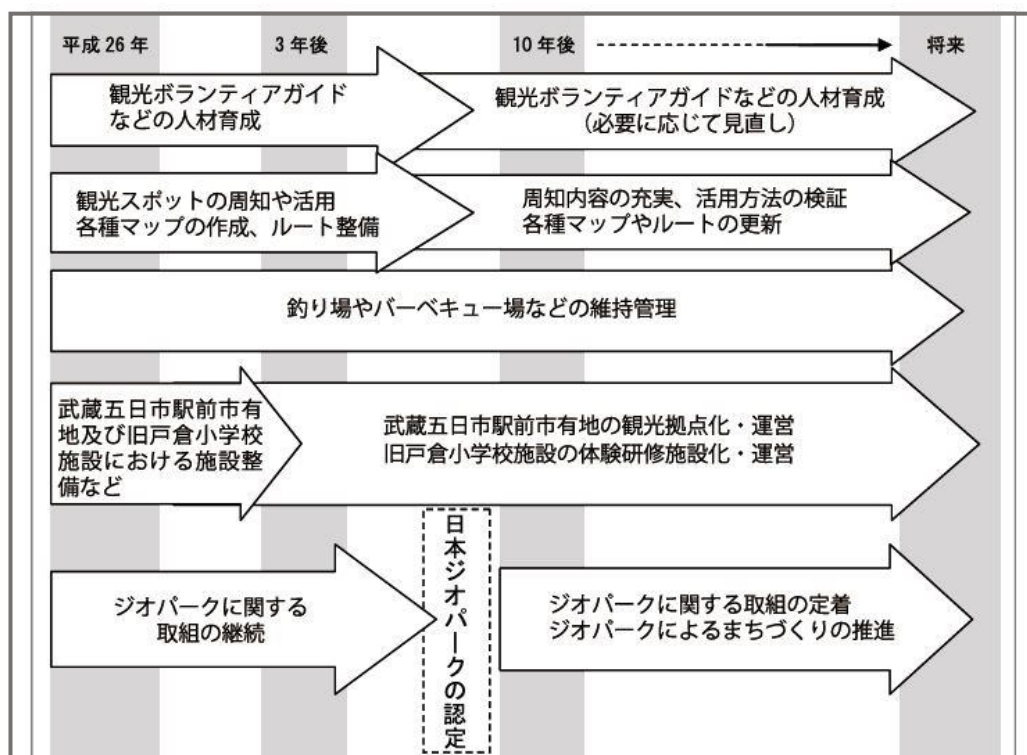 平成 26 年
3 年後
10 年後
将来
観光ボランティアガイド
などの人材育成
観光ボランティアガイドなどの人材育成
(必要に応じて見直し)
観光スポットの周知や活用
各種マップの作成、ルート整備
周知内容の充実、活用方法の検証
各種マップやルートの更新
釣り場やバーベキュー場などの維持管理
武蔵五日市駅前市有
地及び旧戸倉小学校
施設における施設整
備など
武蔵五日市駅前市有地の観光拠点化・運営
旧戸倉小学校施設の体験研修施設化・運営
ジオパークに関する
取組の継続
日本ジオパークの認定
ジオパークに関する取組の定着
ジオパークによるまちづくりの推進